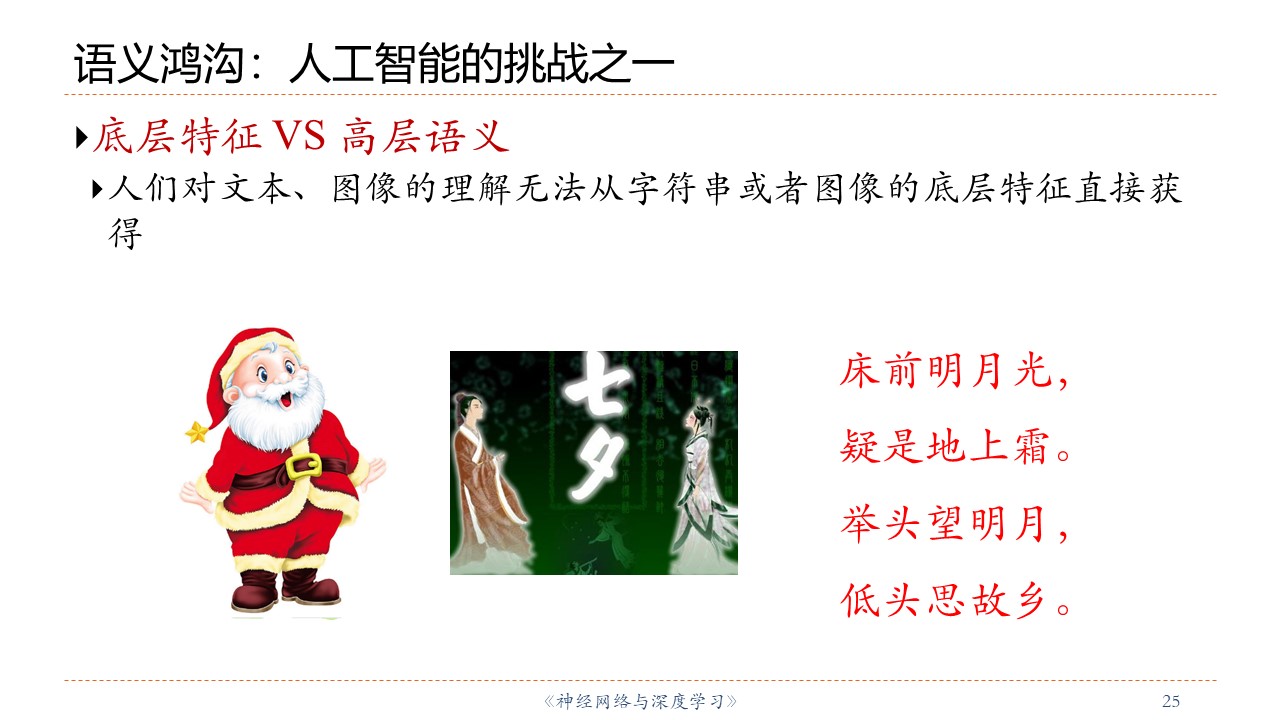 语义鸿沟：人工智能的挑战之一
底层特征 VS 高层语义
人们对文本、图像的理解无法从字符串或者图像的底层特征直接获
得
七夕
床前明月光，
疑是地上霜。
举头望明月，
低头思故乡。
《神经网络与深度学习》
25